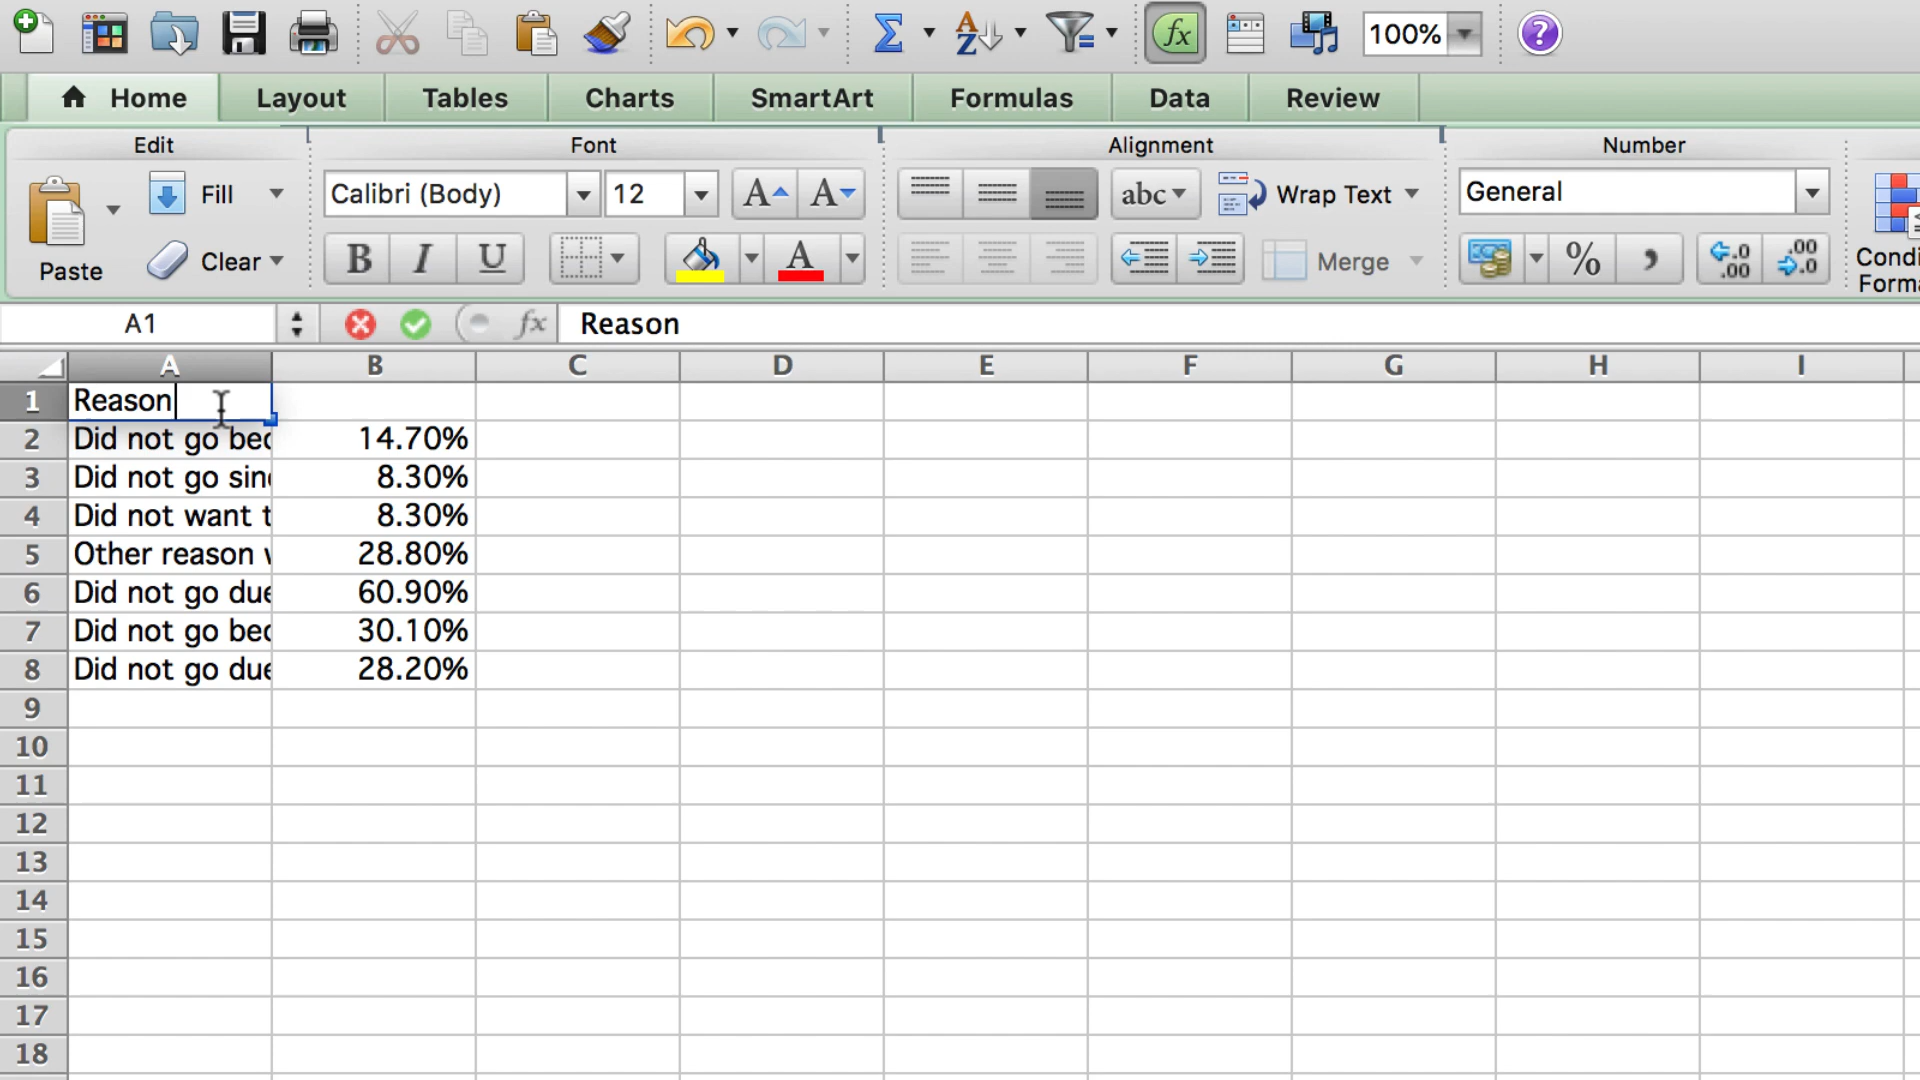 100%
Home Layout Tables Charts SmartArt Formulas Data Review
Edit Font Alignment Number
Fill Calibri (Body) 12 A A abc Wrap Text General
Paste Clear B I U A Merge % , .0 .00 .00 .0 Condi
Form
A1 fx Reason
A B C D E F G H I
1 Reason
2 Did not go bec 14.70%
3 Did not go sin 8.30%
4 Did not want t 8.30%
5 Other reason 28.80%
6 Did not go due 60.90%
7 Did not go bec 30.10%
8 Did not go due 28.20%
9
10
11
12
13
14
15
16
17
18